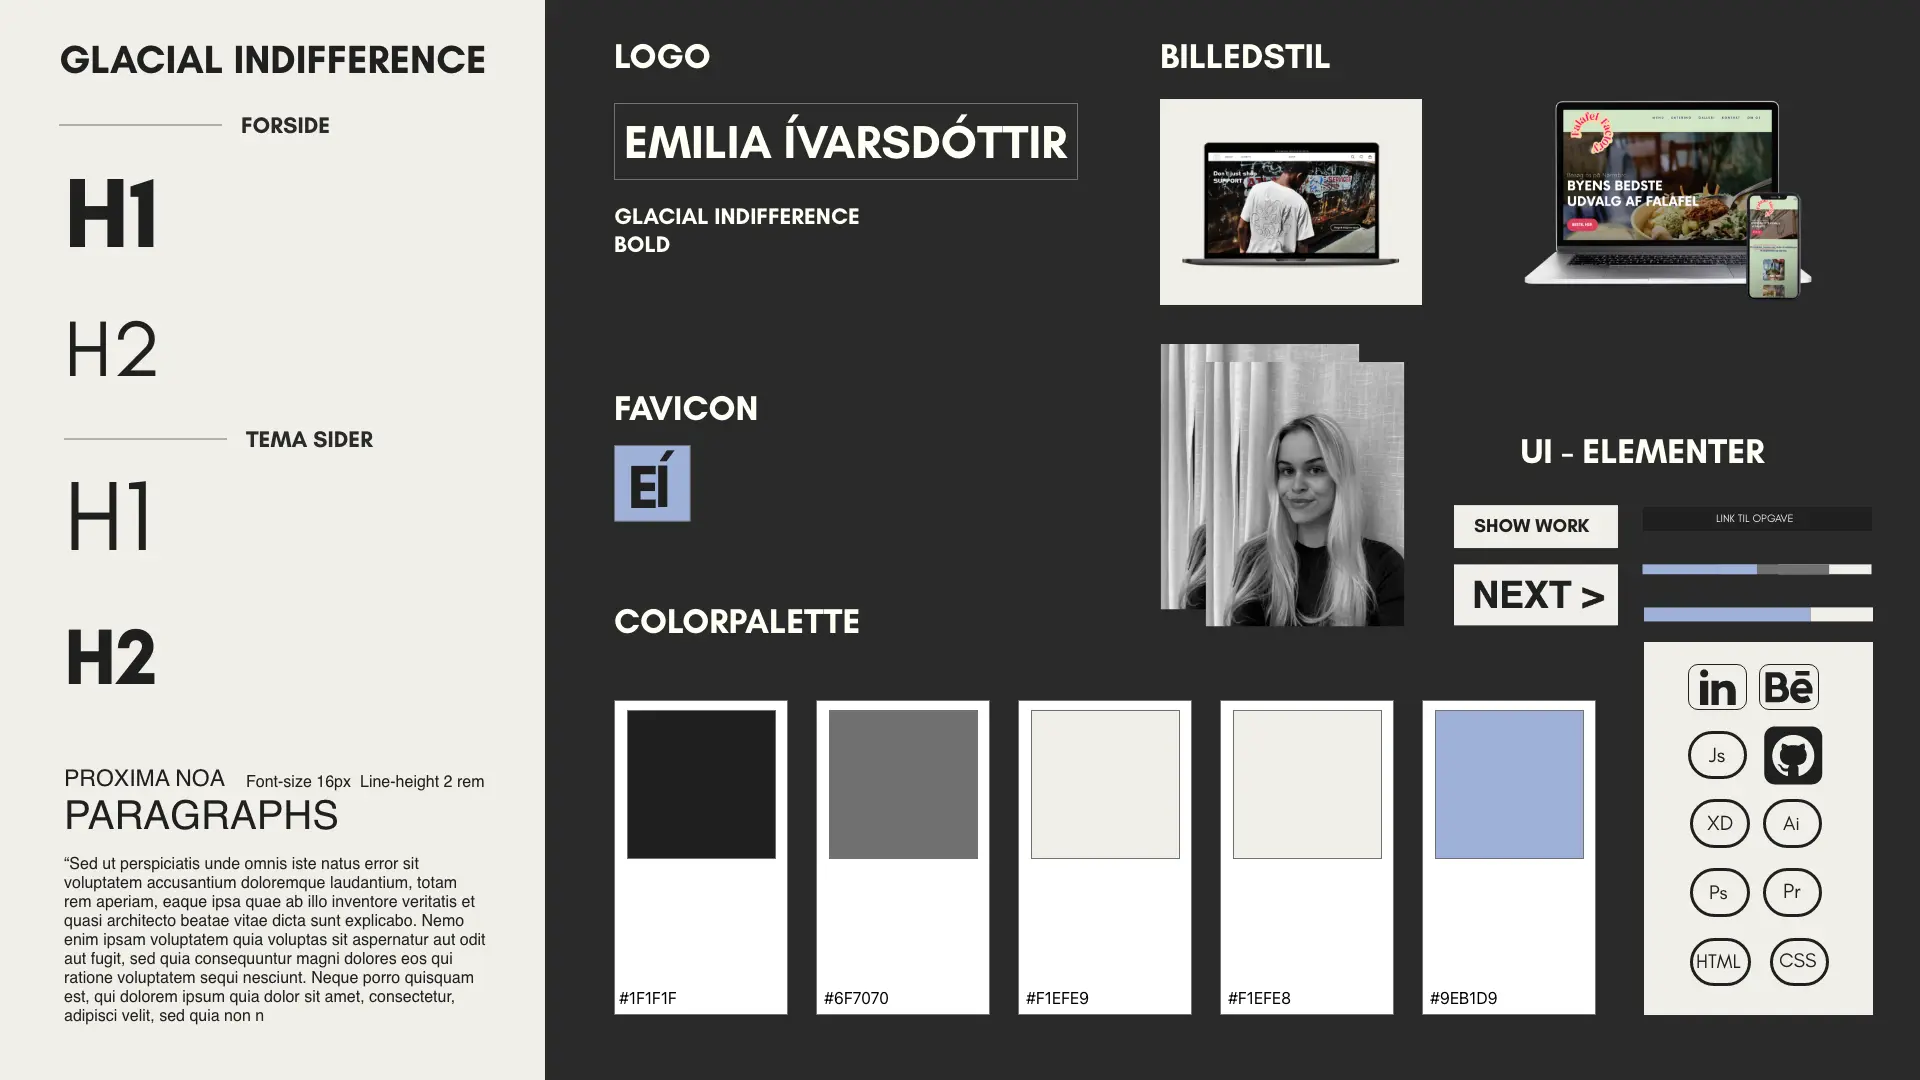 GLACIAL INDIFFERENCE
FORSIDE
H1
H2
TEMA SIDER
H1
H2
PROXIMA NOA
Font-size 16px  Line-height 2 rem
PARAGRAPHS
“Sed ut perspiciatis unde omnis iste natus error sit
voluptatem accusantium doloremque laudantium, totam
rem aperiam, eaque ipsa quae ab illo inventore veritatis et
quasi architecto beatae vitae dicta sunt explicabo. Nemo
enim ipsam voluptatem quia voluptas sit aspernatur aut odit
aut fugit, sed quia consequuntur magni dolores eos qui
ratione voluptatem sequi nesciunt. Neque porro quisquam
est, qui dolorem ipsum quia dolor sit amet, consectetur,
adipisci velit, sed quia non n
LOGO
EMILIA ÍVARSDÓTTIR
GLACIAL INDIFFERENCE
BOLD
FAVICON
EÍ
COLORPALETTE
#1F1F1F
#6F7070
#F1EFE9
#F1EFE8
#9EB1D9
BILLEDSTIL
Don't just shop
SUPPORT
Falafel Factory
BYENS BEDSTE
UDVALG AF FALAFEL
UI - ELEMENTER
SHOW WORK
LINK TIL OPGAVE
NEXT >
in
Bē
Js
XD
Ai
Ps
Pr
HTML
CSS